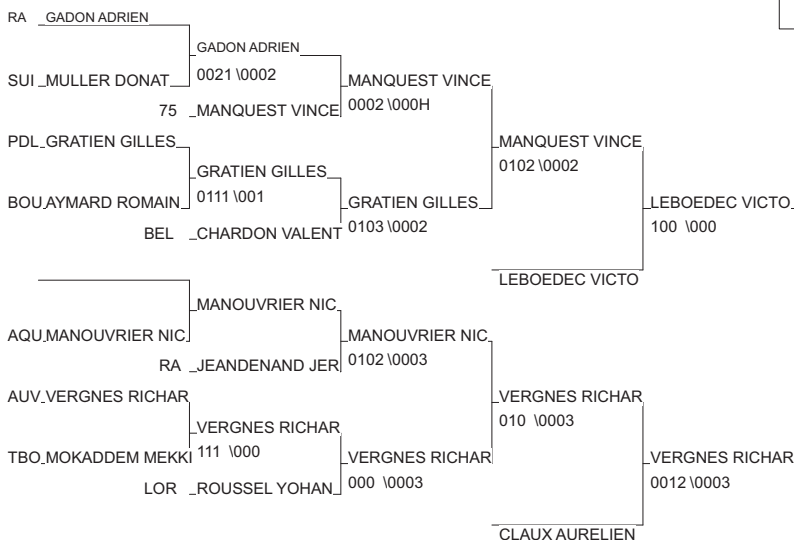 RA GADON ADRIEN
GADON ADRIEN
SUI MULLER DONAT 0021 \0002 MANQUEST VINCE
75 MANQUEST VINCE 0002 \000H
PDL GRATIEN GILLES MANQUEST VINCE
GRATIEN GILLES 0102 \0002
BOU AYMARD ROMAIN 0111 \001 GRATIEN GILLES LEBOEDEC VICTO
BEL CHARDON VALENT 0103 \0002 100 \000
LEBOEDEC VICTO
MANOUVRIER NIC
AQU MANOUVRIER NIC MANOUVRIER NIC
RA JEANDENAND JER 0102 \0003
AUV VERGNES RICHAR VERGNES RICHAR
VERGNES RICHAR 010 \0003
TBO MOKADDEM MEKKI 111 \000 VERGNES RICHAR VERGNES RICHAR
LOR ROUSSEL YOHAN 000 \0003 0012 \0003
CLAUX AURELIEN